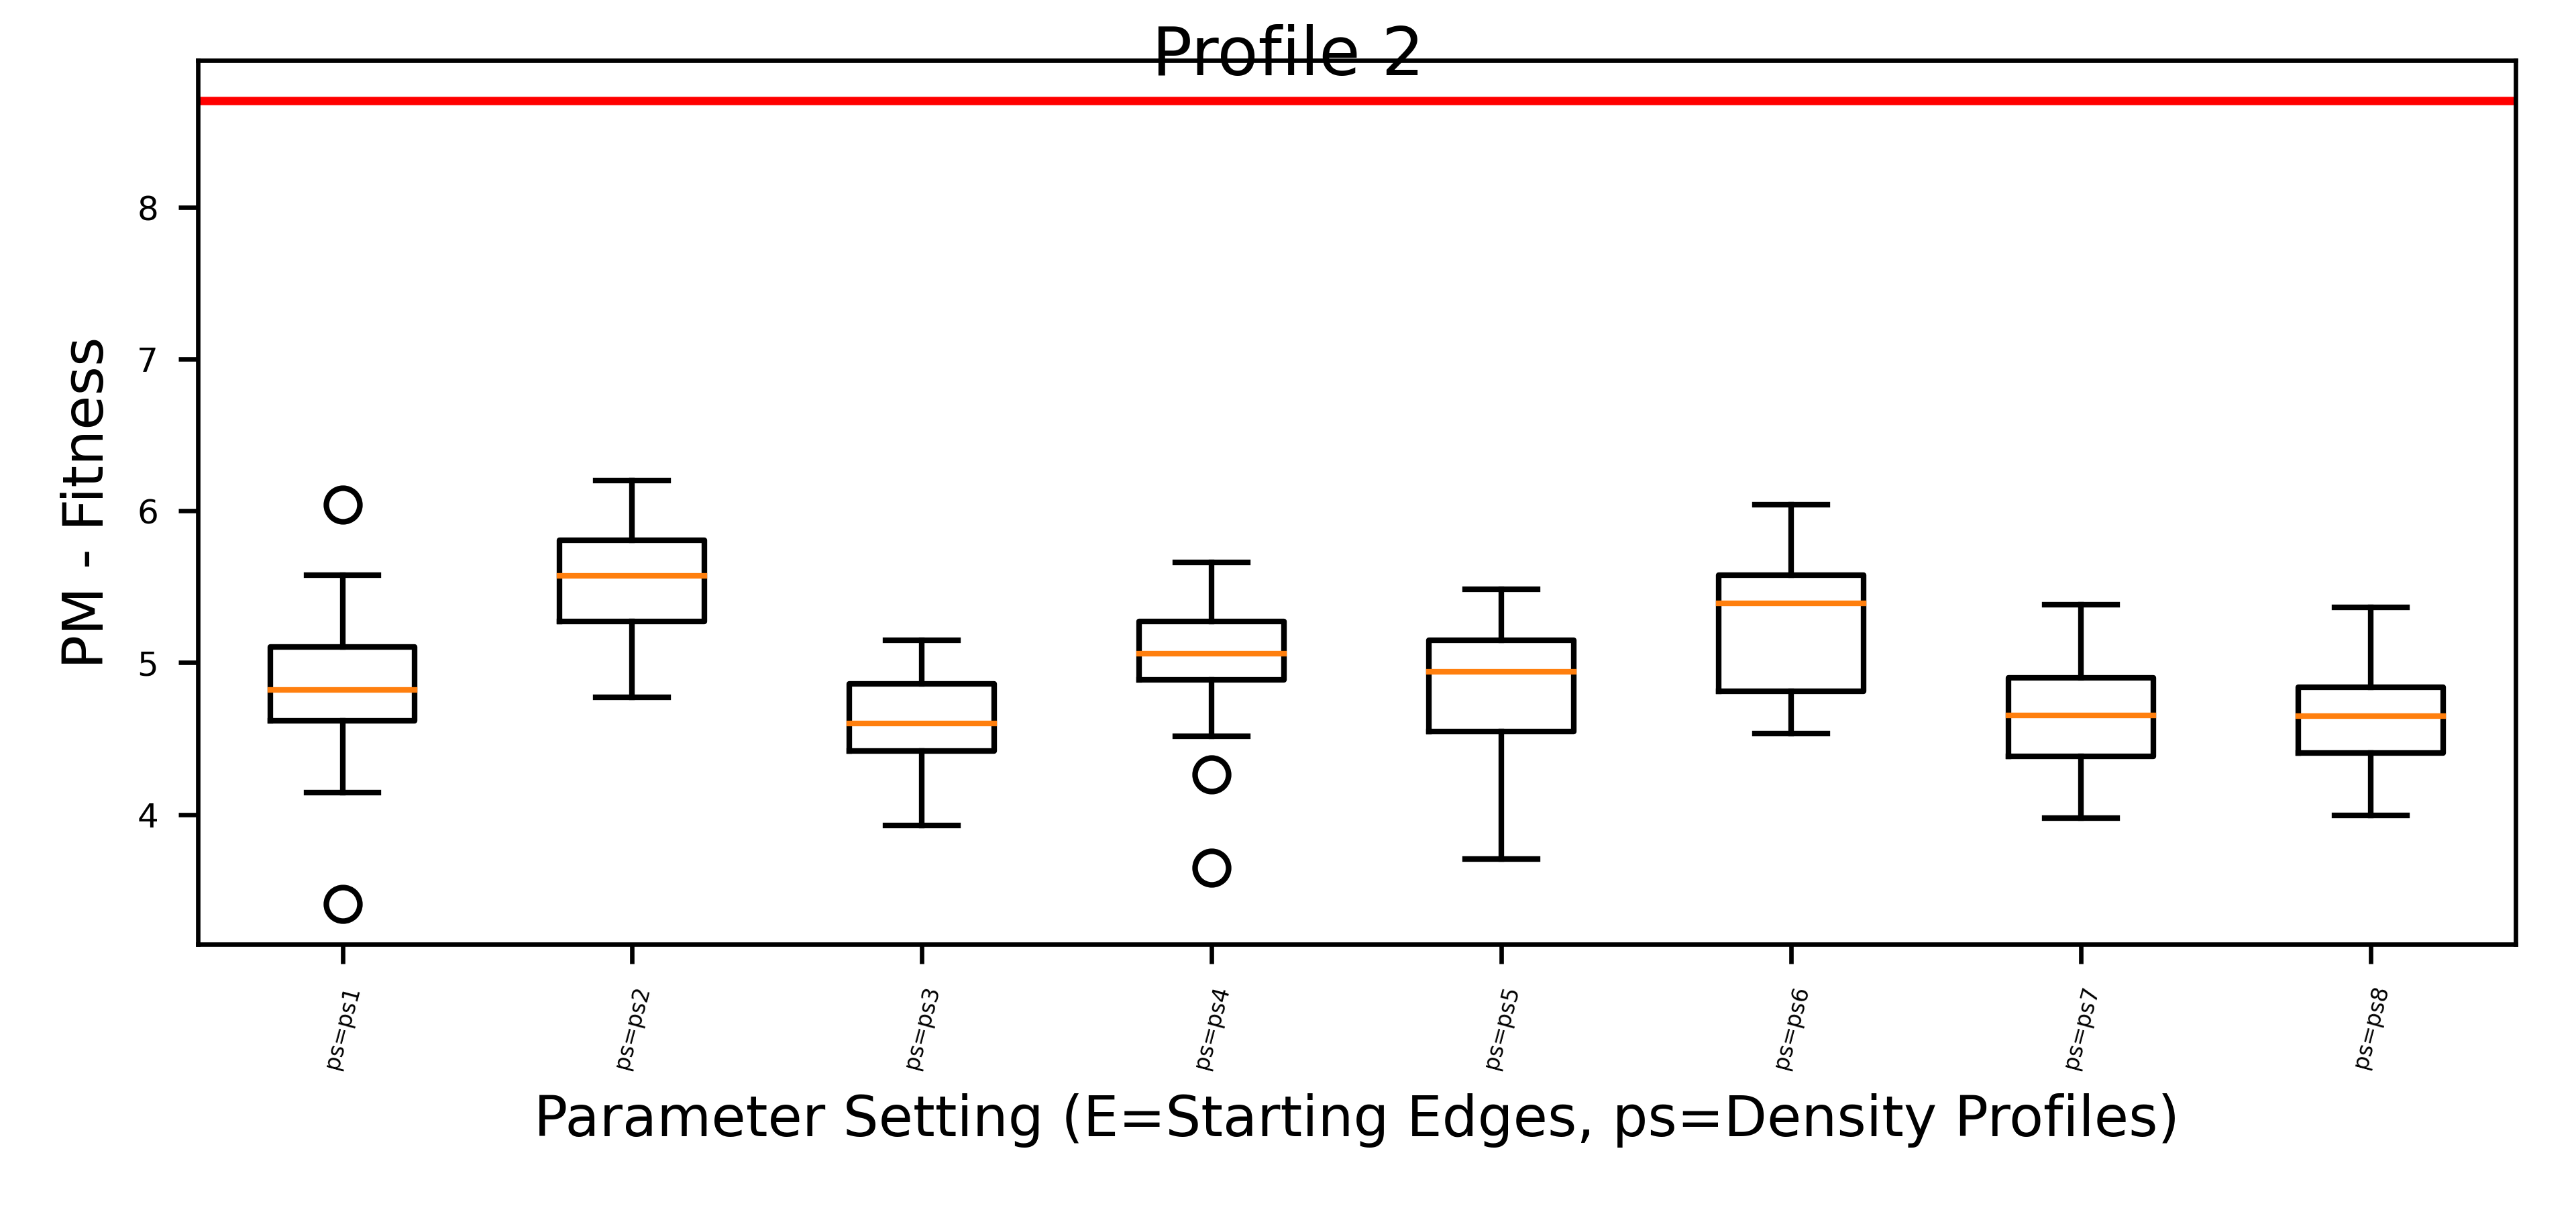 Profile 2
PM - Fitness
8
7
6
5
4
ps=ps1
ps=ps2
ps=ps3
ps=ps4
ps=ps5
ps=ps6
ps=ps7
ps=ps8
Parameter Setting (E=Starting Edges, ps=Density Profiles)